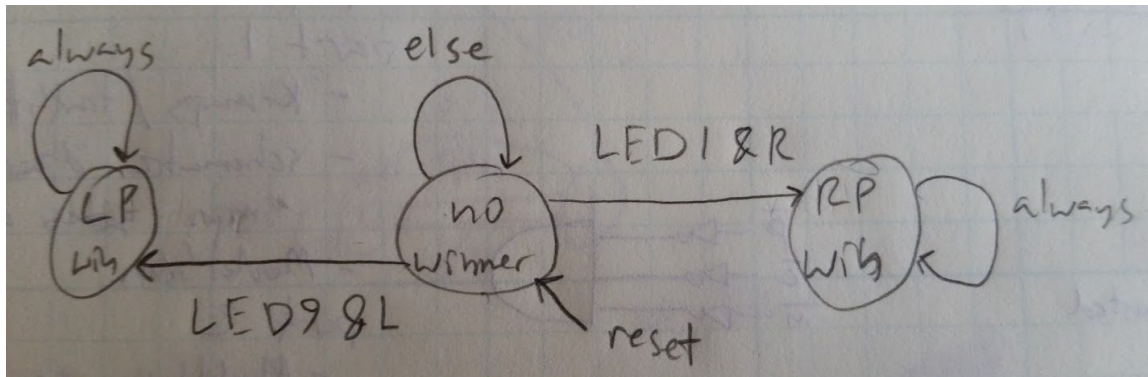 always
else
LED1 & R
LP
win
no
winner
RP
win
always
LED9 & L
reset